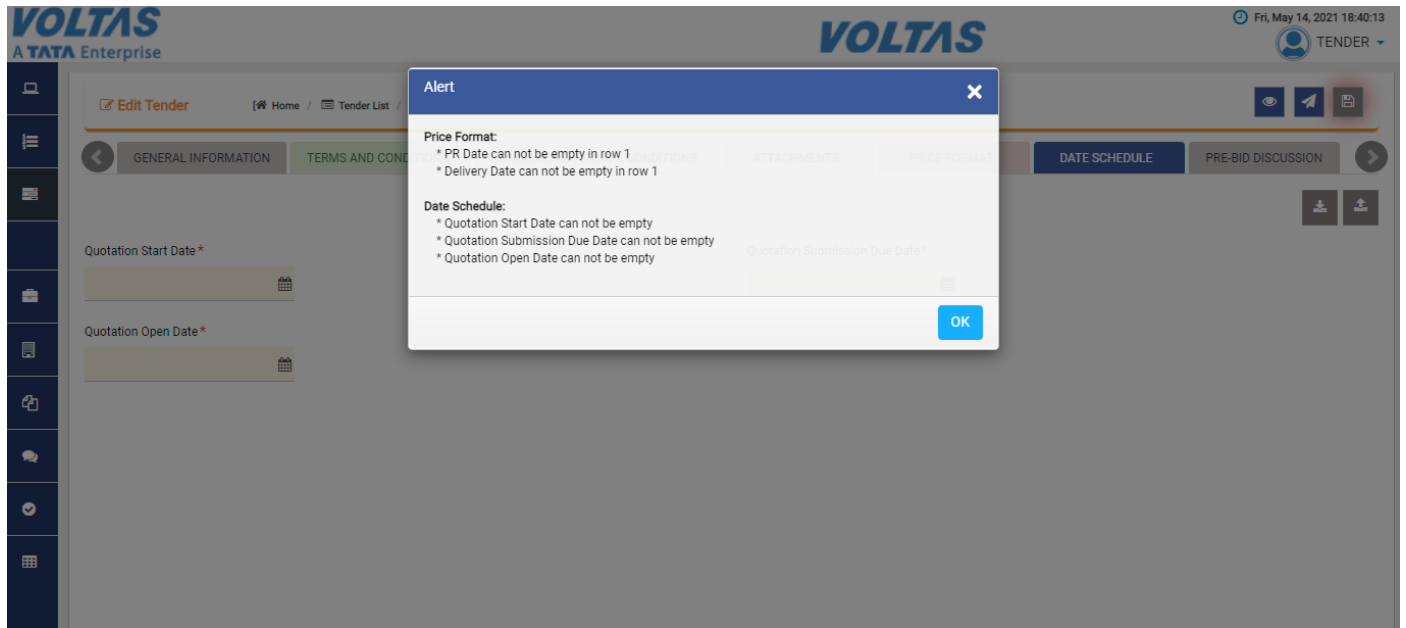 VOLTAS
A TATA Enterprise
VOLTAS
Fri, May 14, 2021 18:40:13
TENDER
Edit Tender
[ Home / Tender List /
Alert
Price Format:
* PR Date can not be empty in row 1
* Delivery Date can not be empty in row 1
Date Schedule:
* Quotation Start Date can not be empty
* Quotation Submission Due Date can not be empty
* Quotation Open Date can not be empty
OK
GENERAL INFORMATION
TERMS AND CONDITIONS
ATTACHMENTS
PRICE FORMAT
DATE SCHEDULE
PRE-BID DISCUSSION
Quotation Start Date*
Quotation Submission Due Date*
Quotation Open Date*